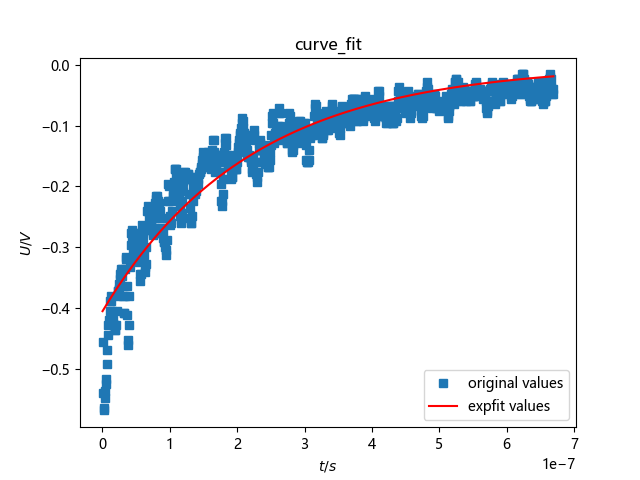 curve_fit
0.0
−0.1
−0.2
−0.3
−0.4
−0.5
U/V
original values
expfit values
0 1 2 3 4 5 6 7
t/s
1e−7